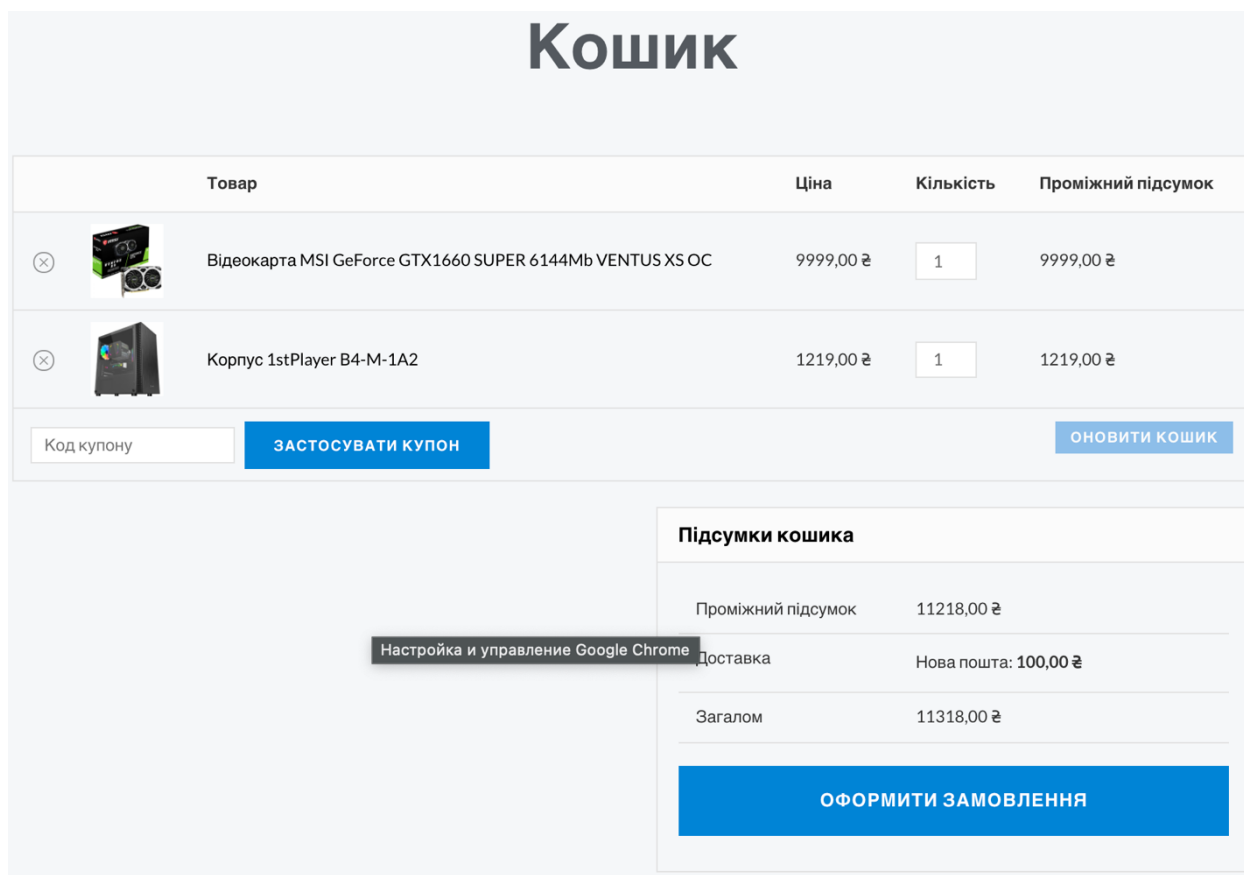 Кошик
Товар Ціна Кількість Проміжний підсумок
Відеокарта MSI GeForce GTX1660 SUPER 6144Mb VENTUS XS OC 9999,00 ₴ 1 9999,00 ₴
Корпус 1stPlayer B4-M-1A2 1219,00 ₴ 1 1219,00 ₴
Код купону ЗАСТОСУВАТИ КУПОН ОНОВИТИ КОШИК
Підсумки кошика
Проміжний підсумок 11218,00 ₴
Настройка и управление Google Chrome
Доставка Нова пошта: 100,00 ₴
Загалом 11318,00 ₴
ОФОРМИТИ ЗАМОВЛЕННЯ